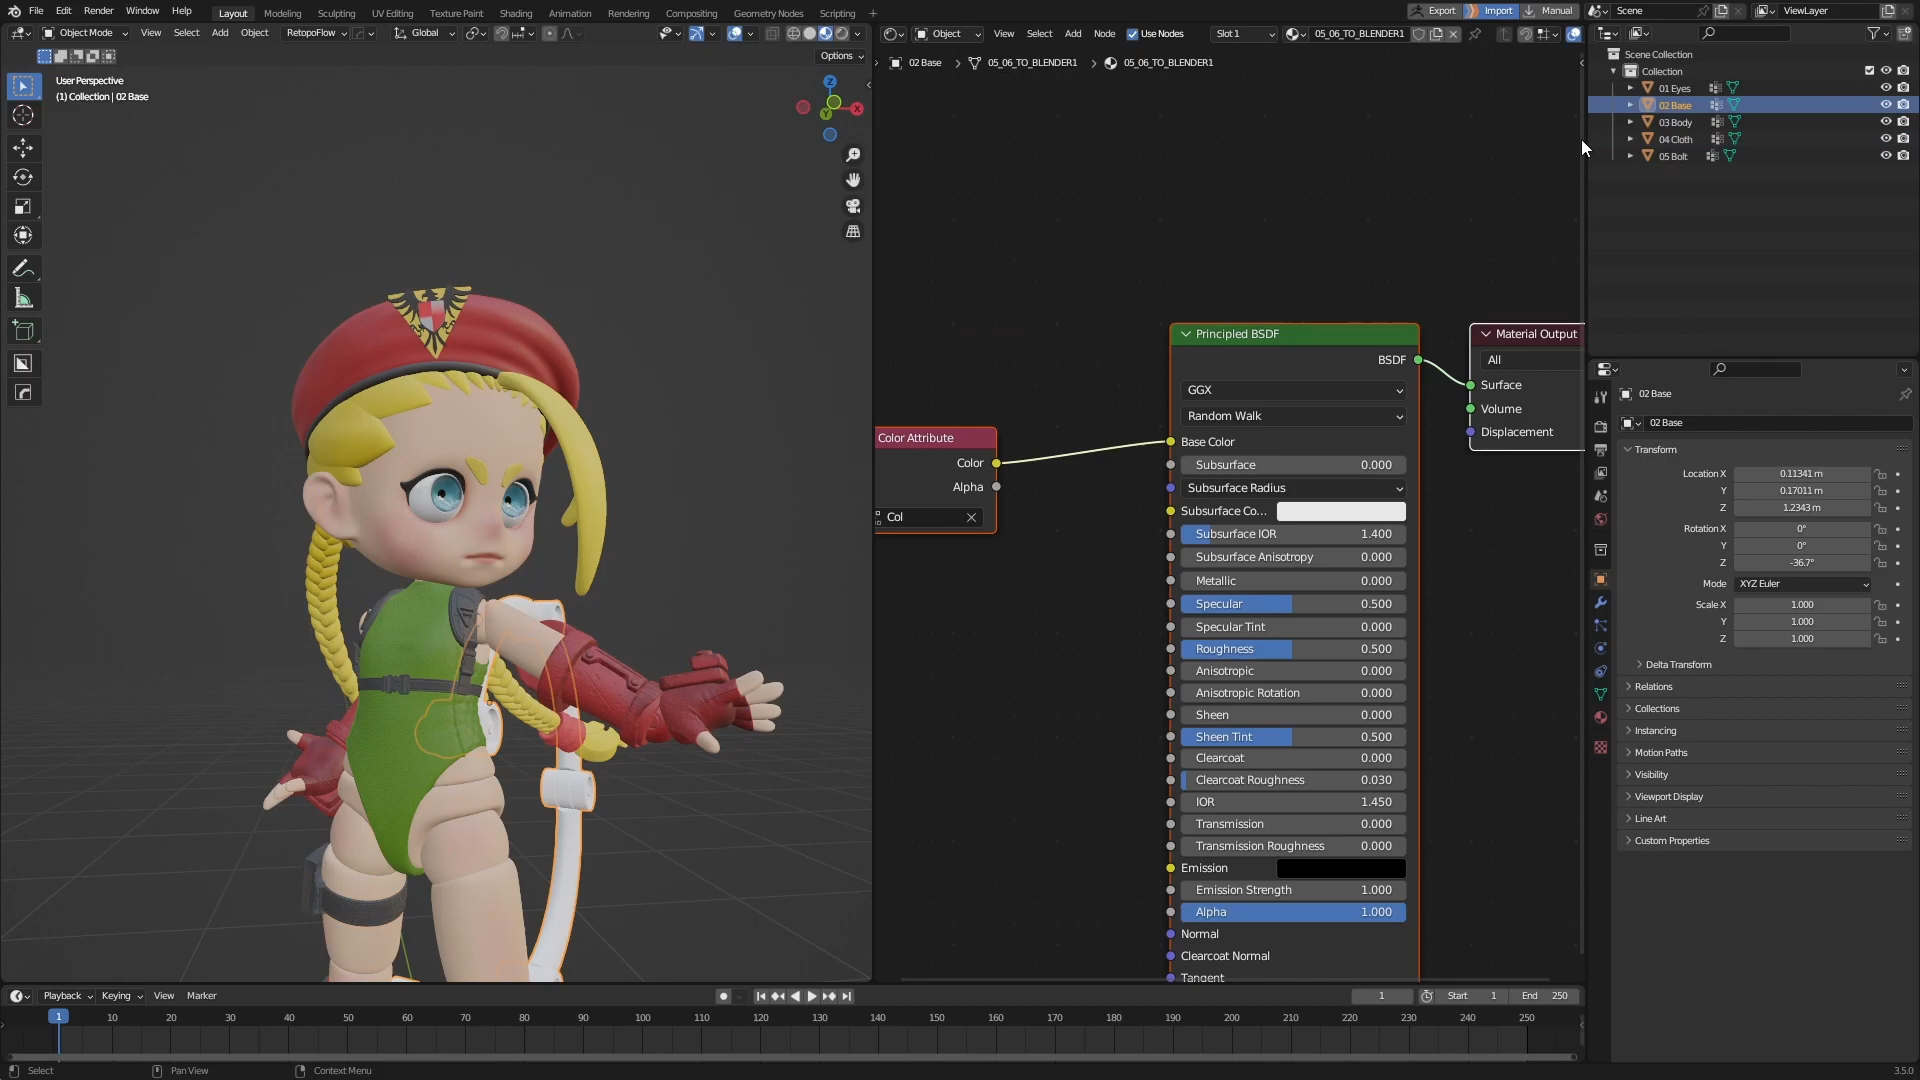 File Edit Render Window Help Layout Modeling Sculpting UV Editing Texture Paint Shading Animation Rendering Compositing Geometry Nodes Scripting + Export Import Manual Scene ViewLayer
Object Mode View Select Add Object RetopoFlow Global Object View Select Add Node Use Nodes Slot 1 05_06_TO_BLENDER1
Options
02 Base > 05_06_TO_BLENDER1 > 05_06_TO_BLENDER1
User Perspective
(1) Collection | 02 Base
Z
X
Y
Color Attribute
Color
Alpha
Col
Principled BSDF
BSDF
GGX
Random Walk
Base Color
Subsurface 0.000
Subsurface Radius
Subsurface Co...
Subsurface IOR 1.400
Subsurface Anisotropy 0.000
Metallic 0.000
Specular 0.500
Specular Tint 0.000
Roughness 0.500
Anisotropic 0.000
Anisotropic Rotation 0.000
Sheen 0.000
Sheen Tint 0.500
Clearcoat 0.000
Clearcoat Roughness 0.030
IOR 1.450
Transmission 0.000
Transmission Roughness 0.000
Emission
Emission Strength 1.000
Alpha 1.000
Normal
Clearcoat Normal
Tangent
Material Output
All
Surface
Volume
Displacement
Scene Collection
Collection
01 Eyes
02 Base
03 Body
04 Cloth
05 Bolt
02 Base
02 Base
Transform
Location X 0.11341 m
Y 0.17011 m
Z 1.2343 m
Rotation X 0°
Y 0°
Z -36.7°
Mode XYZ Euler
Scale X 1.000
Y 1.000
Z 1.000
Delta Transform
Relations
Collections
Instancing
Motion Paths
Visibility
Viewport Display
Line Art
Custom Properties
Playback Keying View Marker 1 Start 1 End 250
1 10 20 30 40 50 60 70 80 90 100 110 120 130 140 150 160 170 180 190 200 210 220 230 240 250
Select Pan View Context Menu 3.5.0